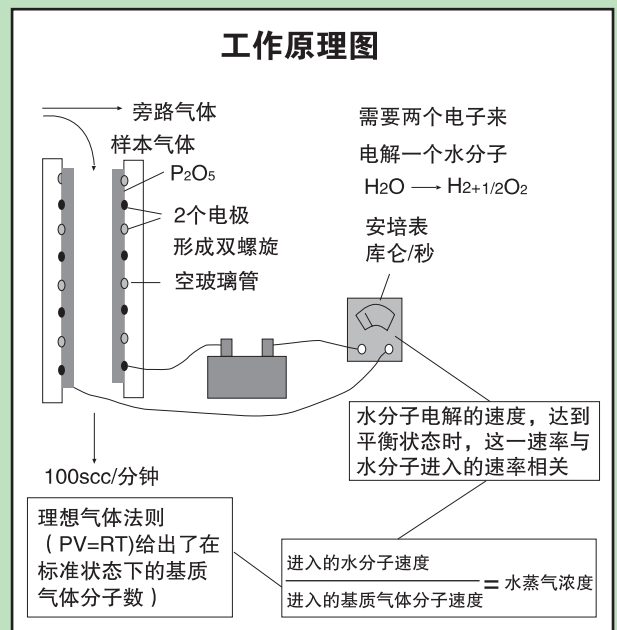 工作原理图
旁路气体
样本气体
P2O5
2个电极
形成双螺旋
空玻璃管
需要两个电子来
电解一个水分子
H2O → H2+1/2O2
安培表
库仑/秒
水分子电解的速度，达到
平衡状态时，这一速率与
水分子进入的速率相关
100scc/分钟
理想气体法则
（PV=RT)给出了在
标准状态下的基质
气体分子数）
进入的水分子速度
进入的基质气体分子速度
= 水蒸气浓度